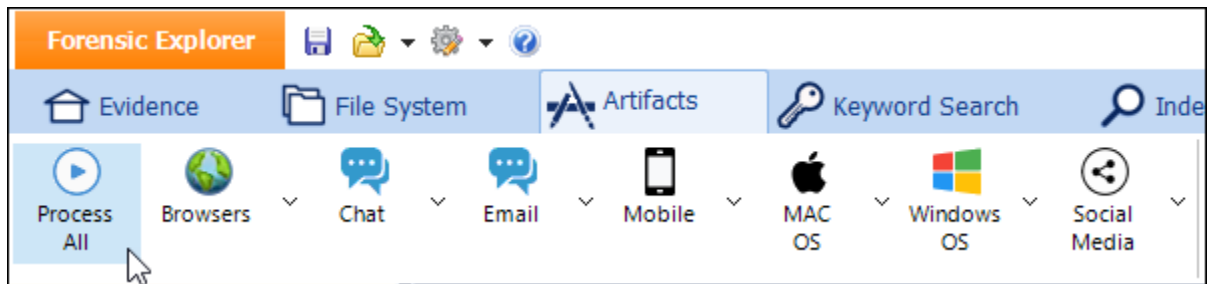 Forensic Explorer
Evidence File System Artifacts Keyword Search Inde
Process All Browsers Chat Email Mobile MAC OS Windows OS Social Media